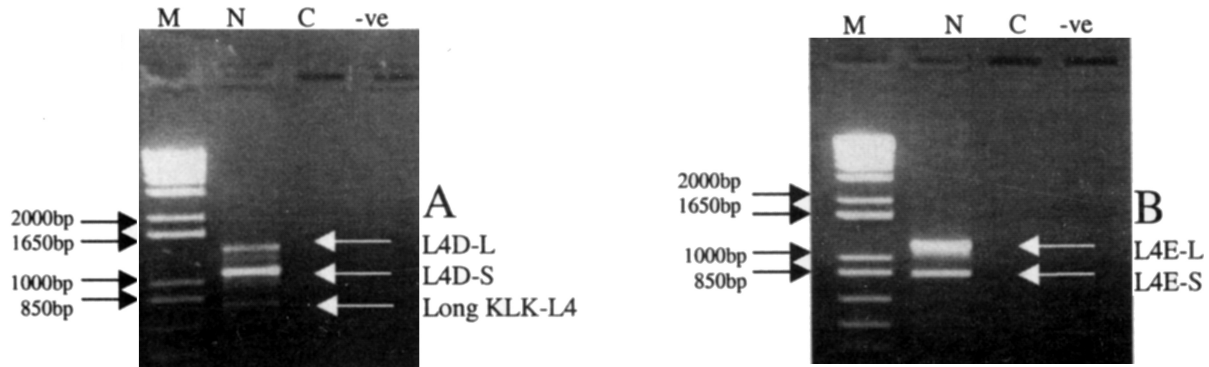 M N C -ve
2000bp
1650bp
1000bp
850bp
A
L4D-L
L4D-S
Long KLK-L4
M N C -ve
2000bp
1650bp
1000bp
850bp
B
L4E-L
L4E-S